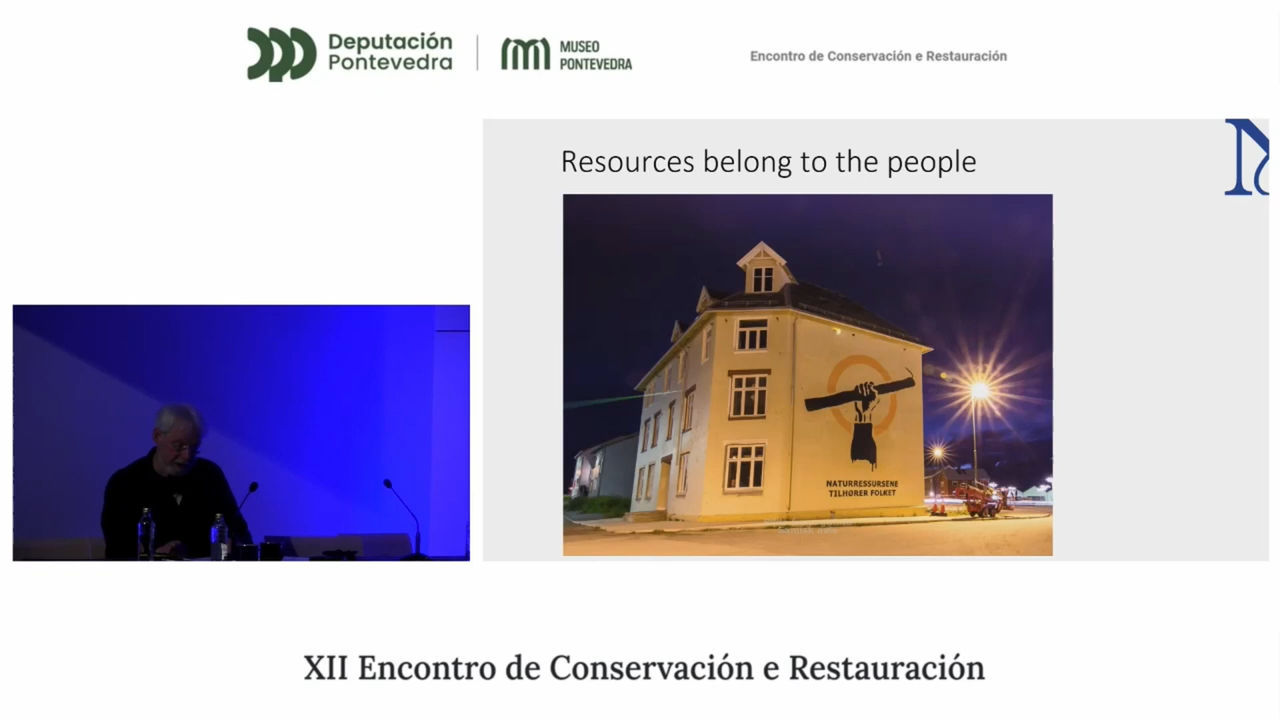 Deputación
Pontevedra
MUSEO
PONTEVEDRA
Encontro de Conservación e Restauración
Resources belong to the people
NATURRESSURSENE
TILHØRER FOLKET
XII Encontro de Conservación e Restauración